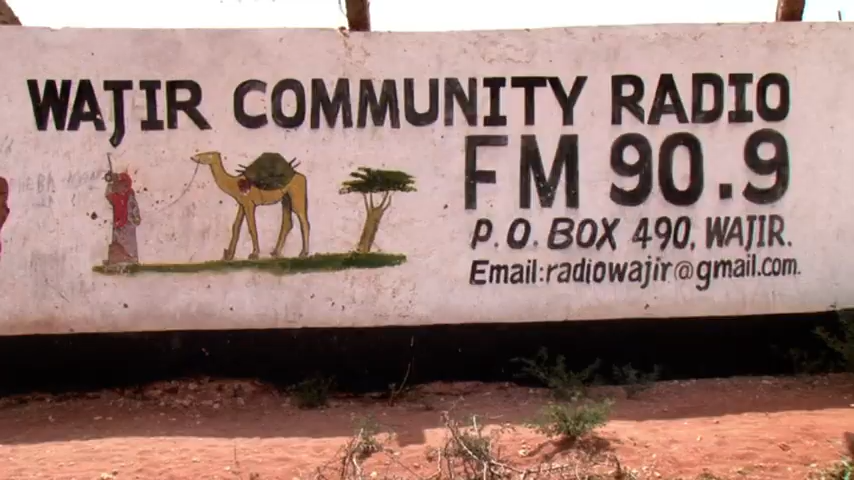 WAJIR COMMUNITY RADIO
FM 90.9
P.O. BOX 490, WAJIR.
Email:radiowajir@gmail.com.